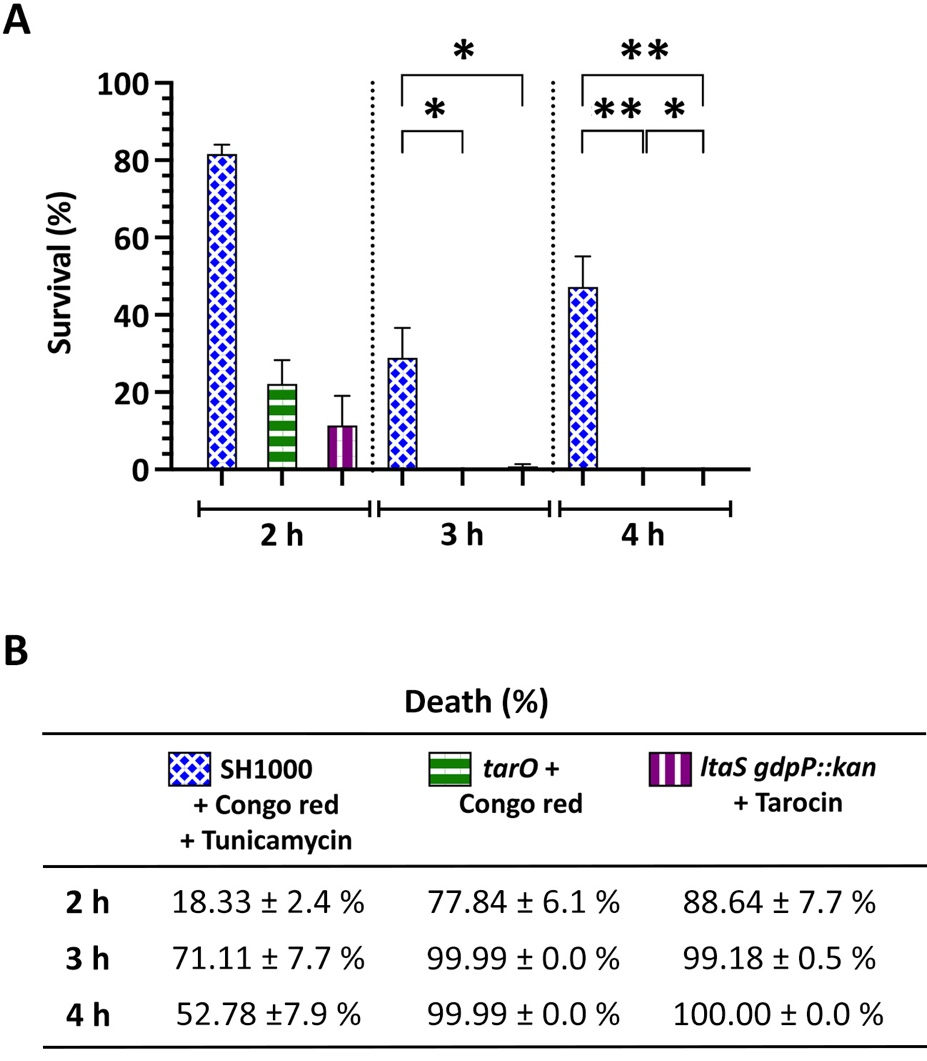 A
*
**
*
** *
100
80
60
40
20
0
Survival (%)
2 h 3 h 4 h
B
Death (%)
SH1000 tarO + ltaS gdpP::kan
+ Congo red Congo red + Tarocin
+ Tunicamycin
2 h 18.33 ± 2.4 % 77.84 ± 6.1 % 88.64 ± 7.7 %
3 h 71.11 ± 7.7 % 99.99 ± 0.0 % 99.18 ± 0.5 %
4 h 52.78 ±7.9 % 99.99 ± 0.0 % 100.00 ± 0.0 %